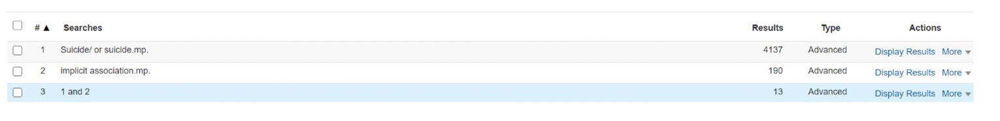 # ▲ Searches Results Type Actions
1 Suicide/ or suicide.mp. 4137 Advanced Display Results More
2 implicit association.mp. 190 Advanced Display Results More
3 1 and 2 13 Advanced Display Results More